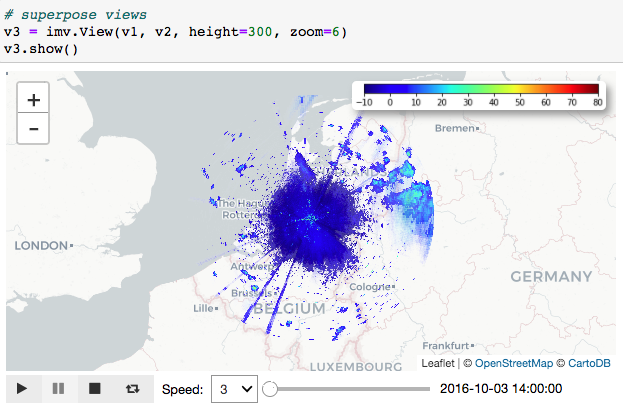 # superpose views
v3 = imv.View(v1, v2, height=300, zoom=6)
v3.show()
+
-
−10 0 10 20 30 40 50 60 70 80
Bremen
The Hag
Rotter
LONDON
Antwer
GERMANY
Cologne
Brussels
Lille
BELGIUM
Frankfurt
LUXEMBOURG
Leaflet | © OpenStreetMap © CartoDB
Speed: 3 2016-10-03 14:00:00